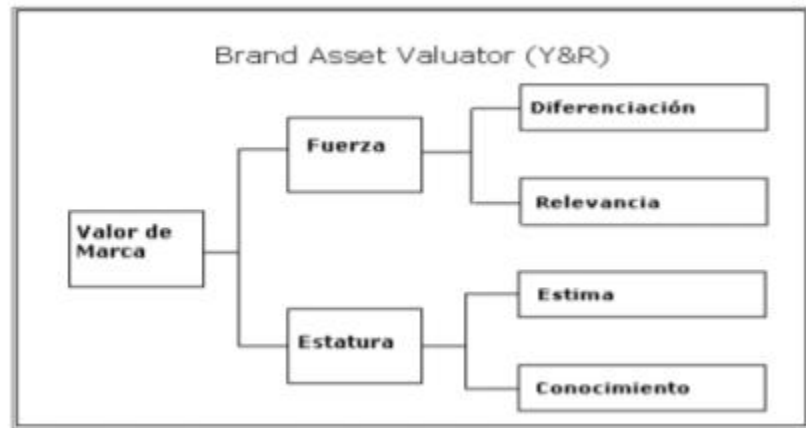 Brand Asset Valuator (Y&R)
Diferenciación
Fuerza
Relevancia
Valor de
Marca
Estima
Estatura
Conocimiento